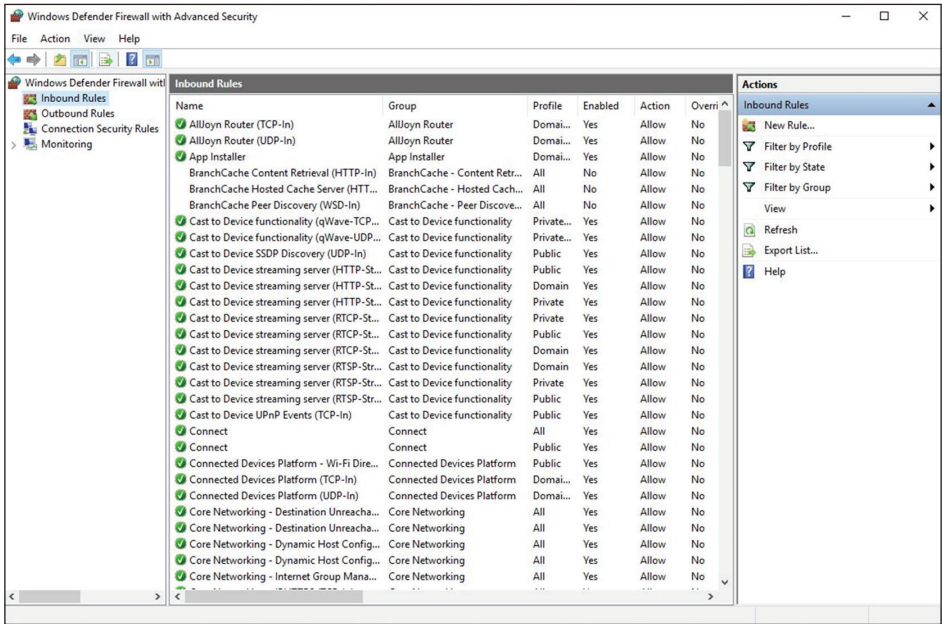 Windows Defender Firewall with Advanced Security
File Action View Help
Windows Defender Firewall witl
Inbound Rules
Outbound Rules
Connection Security Rules
Monitoring
Inbound Rules
Name Group Profile Enabled Action Overri
AllJoyn Router (TCP-In) AllJoyn Router Domai... Yes Allow No
AllJoyn Router (UDP-In) AllJoyn Router Domai... Yes Allow No
App Installer App Installer Domai... Yes Allow No
BranchCache Content Retrieval (HTTP-In) BranchCache - Content Retr... All No Allow No
BranchCache Hosted Cache Server (HTT... BranchCache - Hosted Cach... All No Allow No
BranchCache Peer Discovery (WSD-In) BranchCache - Peer Discove... All No Allow No
Cast to Device functionality (qWave-TCP... Cast to Device functionality Private... Yes Allow No
Cast to Device functionality (qWave-UDP... Cast to Device functionality Private... Yes Allow No
Cast to Device SSDP Discovery (UDP-In) Cast to Device functionality Public Yes Allow No
Cast to Device streaming server (HTTP-St... Cast to Device functionality Public Yes Allow No
Cast to Device streaming server (HTTP-St... Cast to Device functionality Domain Yes Allow No
Cast to Device streaming server (HTTP-St... Cast to Device functionality Private Yes Allow No
Cast to Device streaming server (RTCP-St... Cast to Device functionality Private Yes Allow No
Cast to Device streaming server (RTCP-St... Cast to Device functionality Public Yes Allow No
Cast to Device streaming server (RTCP-St... Cast to Device functionality Domain Yes Allow No
Cast to Device streaming server (RTSP-Str... Cast to Device functionality Domain Yes Allow No
Cast to Device streaming server (RTSP-Str... Cast to Device functionality Private Yes Allow No
Cast to Device streaming server (RTSP-Str... Cast to Device functionality Public Yes Allow No
Cast to Device UPnP Events (TCP-In) Cast to Device functionality Public Yes Allow No
Connect Connect All Yes Allow No
Connect Connect Public Yes Allow No
Connected Devices Platform - Wi-Fi Dire... Connected Devices Platform Public Yes Allow No
Connected Devices Platform (TCP-In) Connected Devices Platform Domai... Yes Allow No
Connected Devices Platform (UDP-In) Connected Devices Platform Domai... Yes Allow No
Core Networking - Destination Unreacha... Core Networking All Yes Allow No
Core Networking - Destination Unreacha... Core Networking All Yes Allow No
Core Networking - Dynamic Host Config... Core Networking All Yes Allow No
Core Networking - Dynamic Host Config... Core Networking All Yes Allow No
Core Networking - Internet Group Mana... Core Networking All Yes Allow No
Actions
Inbound Rules
New Rule...
Filter by Profile
Filter by State
Filter by Group
View
Refresh
Export List...
Help